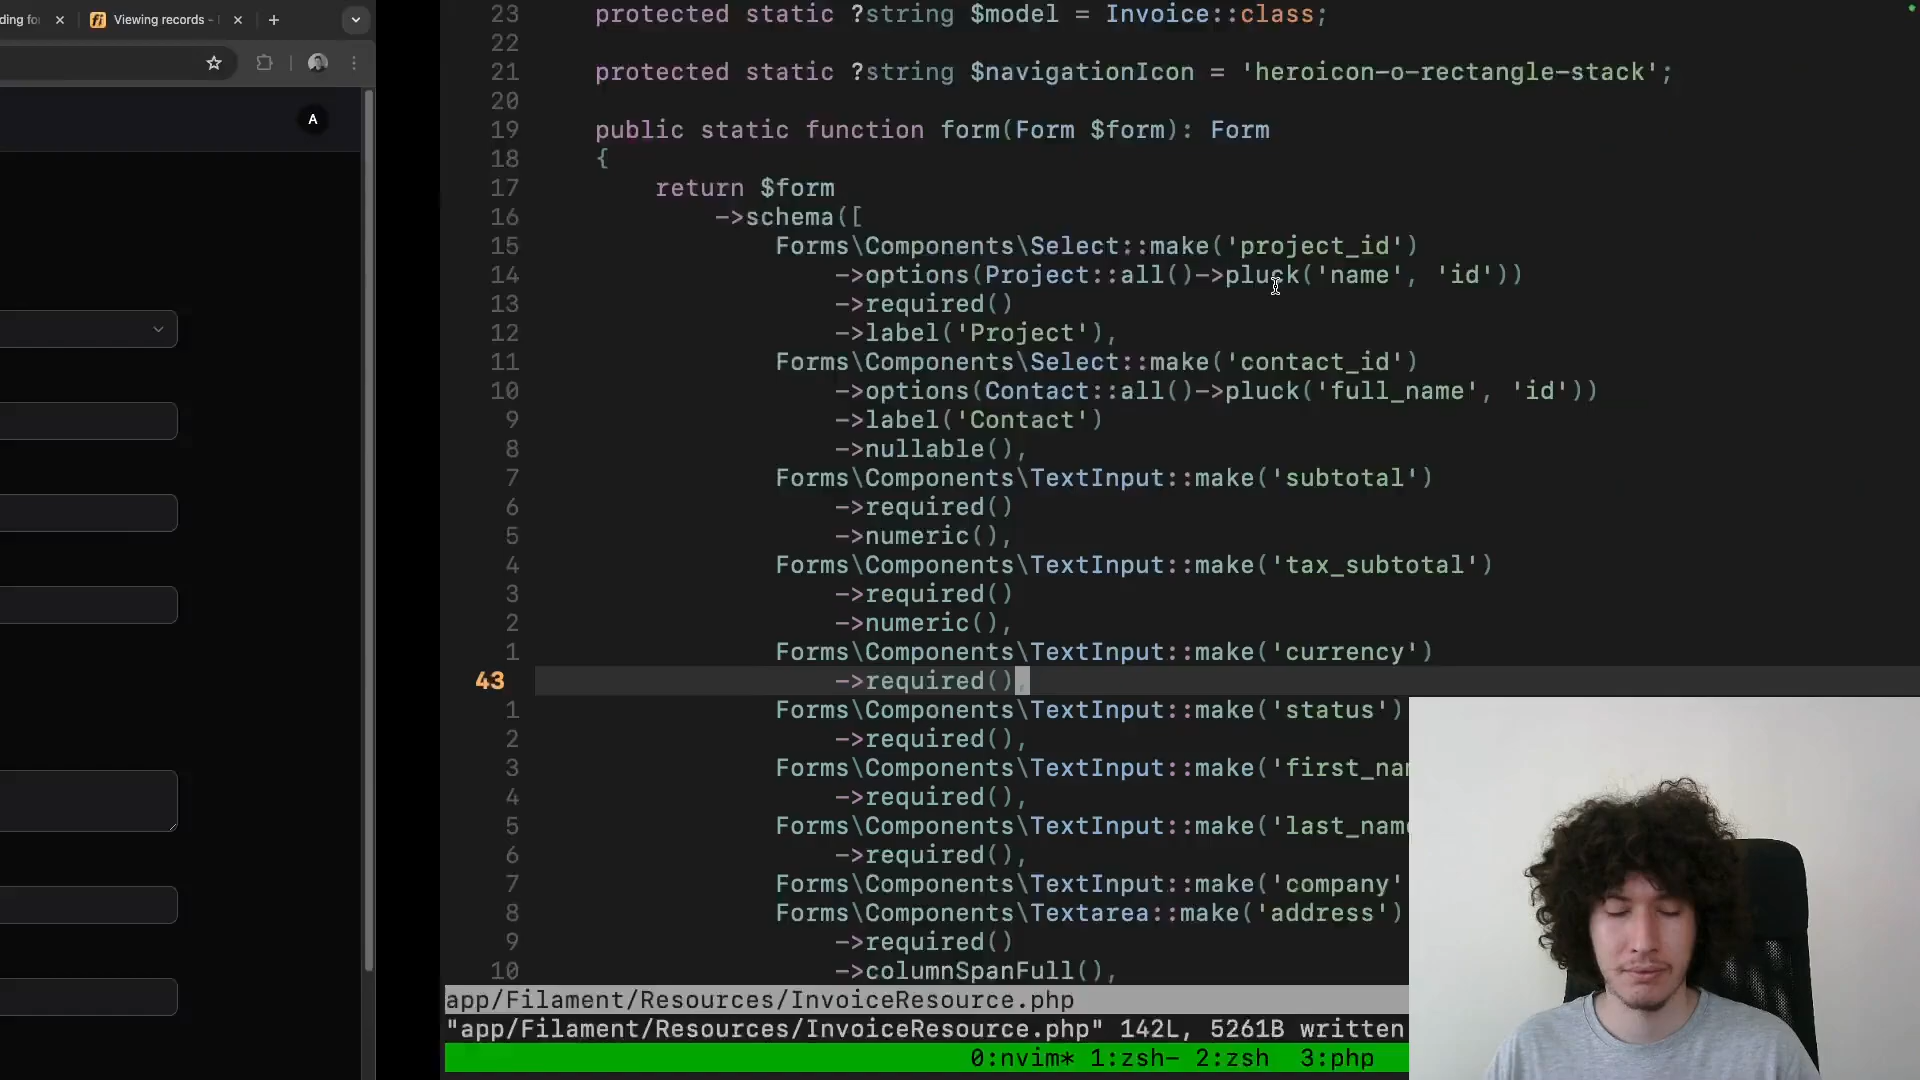 ding fo
Viewing records -
A
23 protected static ?string $model = Invoice::class;
22
21 protected static ?string $navigationIcon = 'heroicon-o-rectangle-stack';
20
19 public static function form(Form $form): Form
18 {
17 return $form
16 ->schema([
15 Forms\Components\Select::make('project_id')
14 ->options(Project::all()->pluck('name', 'id'))
13 ->required()
12 ->label('Project'),
11 Forms\Components\Select::make('contact_id')
10 ->options(Contact::all()->pluck('full_name', 'id'))
9 ->label('Contact')
8 ->nullable(),
7 Forms\Components\TextInput::make('subtotal')
6 ->required()
5 ->numeric(),
4 Forms\Components\TextInput::make('tax_subtotal')
3 ->required()
2 ->numeric(),
1 Forms\Components\TextInput::make('currency')
43 ->required(),
1 Forms\Components\TextInput::make('status')
2 ->required(),
3 Forms\Components\TextInput::make('first_nam
4 ->required(),
5 Forms\Components\TextInput::make('last_name
6 ->required(),
7 Forms\Components\TextInput::make('company'
8 Forms\Components\Textarea::make('address')
9 ->required()
10 ->columnSpanFull(),
app/Filament/Resources/InvoiceResource.php
"app/Filament/Resources/InvoiceResource.php" 142L, 5261B written
0:nvim* 1:zsh- 2:zsh 3:php